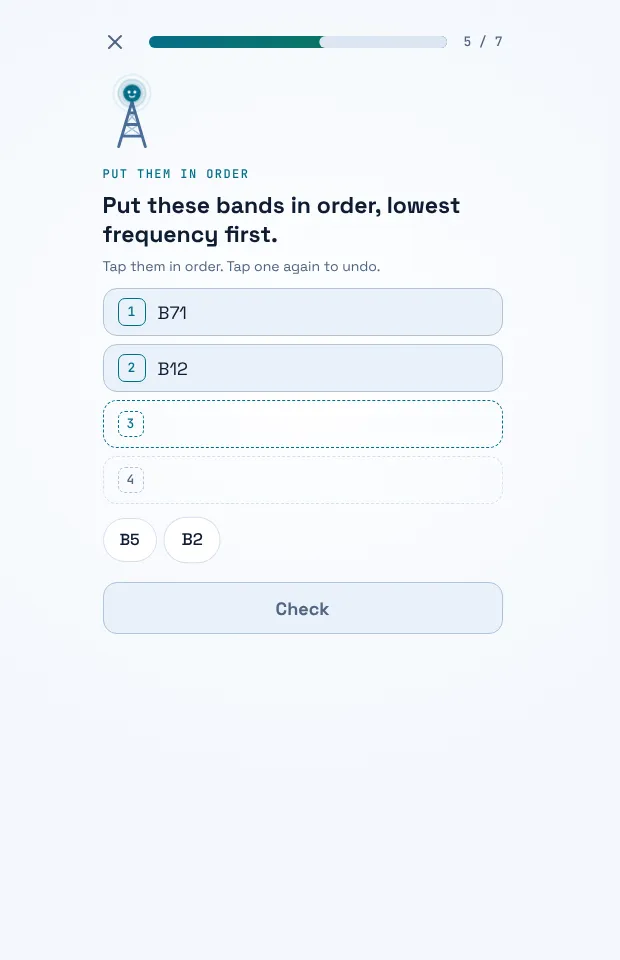 5 / 7
PUT THEM IN ORDER
Put these bands in order, lowest
frequency first.
Tap them in order. Tap one again to undo.
1 B71
2 B12
3
4
B5 B2
Check